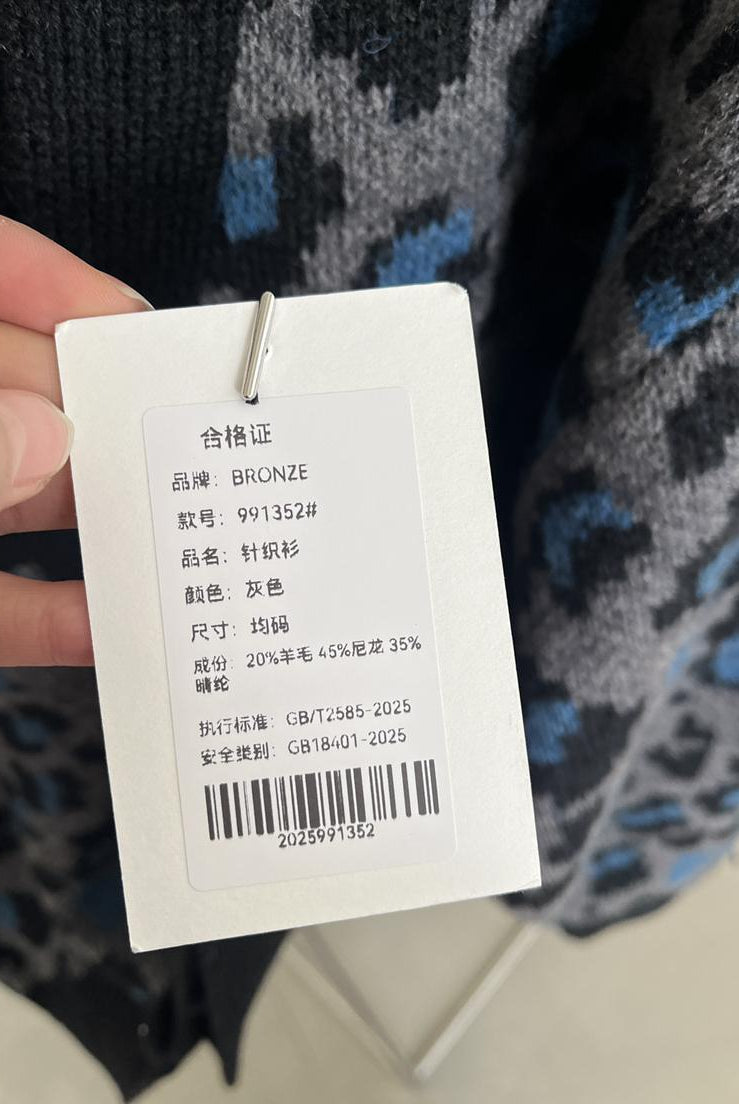 合格证
品牌: BRONZE
款号: 991352#
品名: 针织衫
颜色: 灰色
尺寸: 均码
成份: 20%羊毛 45%尼龙 35%
晴纶
执行标准: GB/T2585-2025
安全类别: GB18401-2025
2025991352